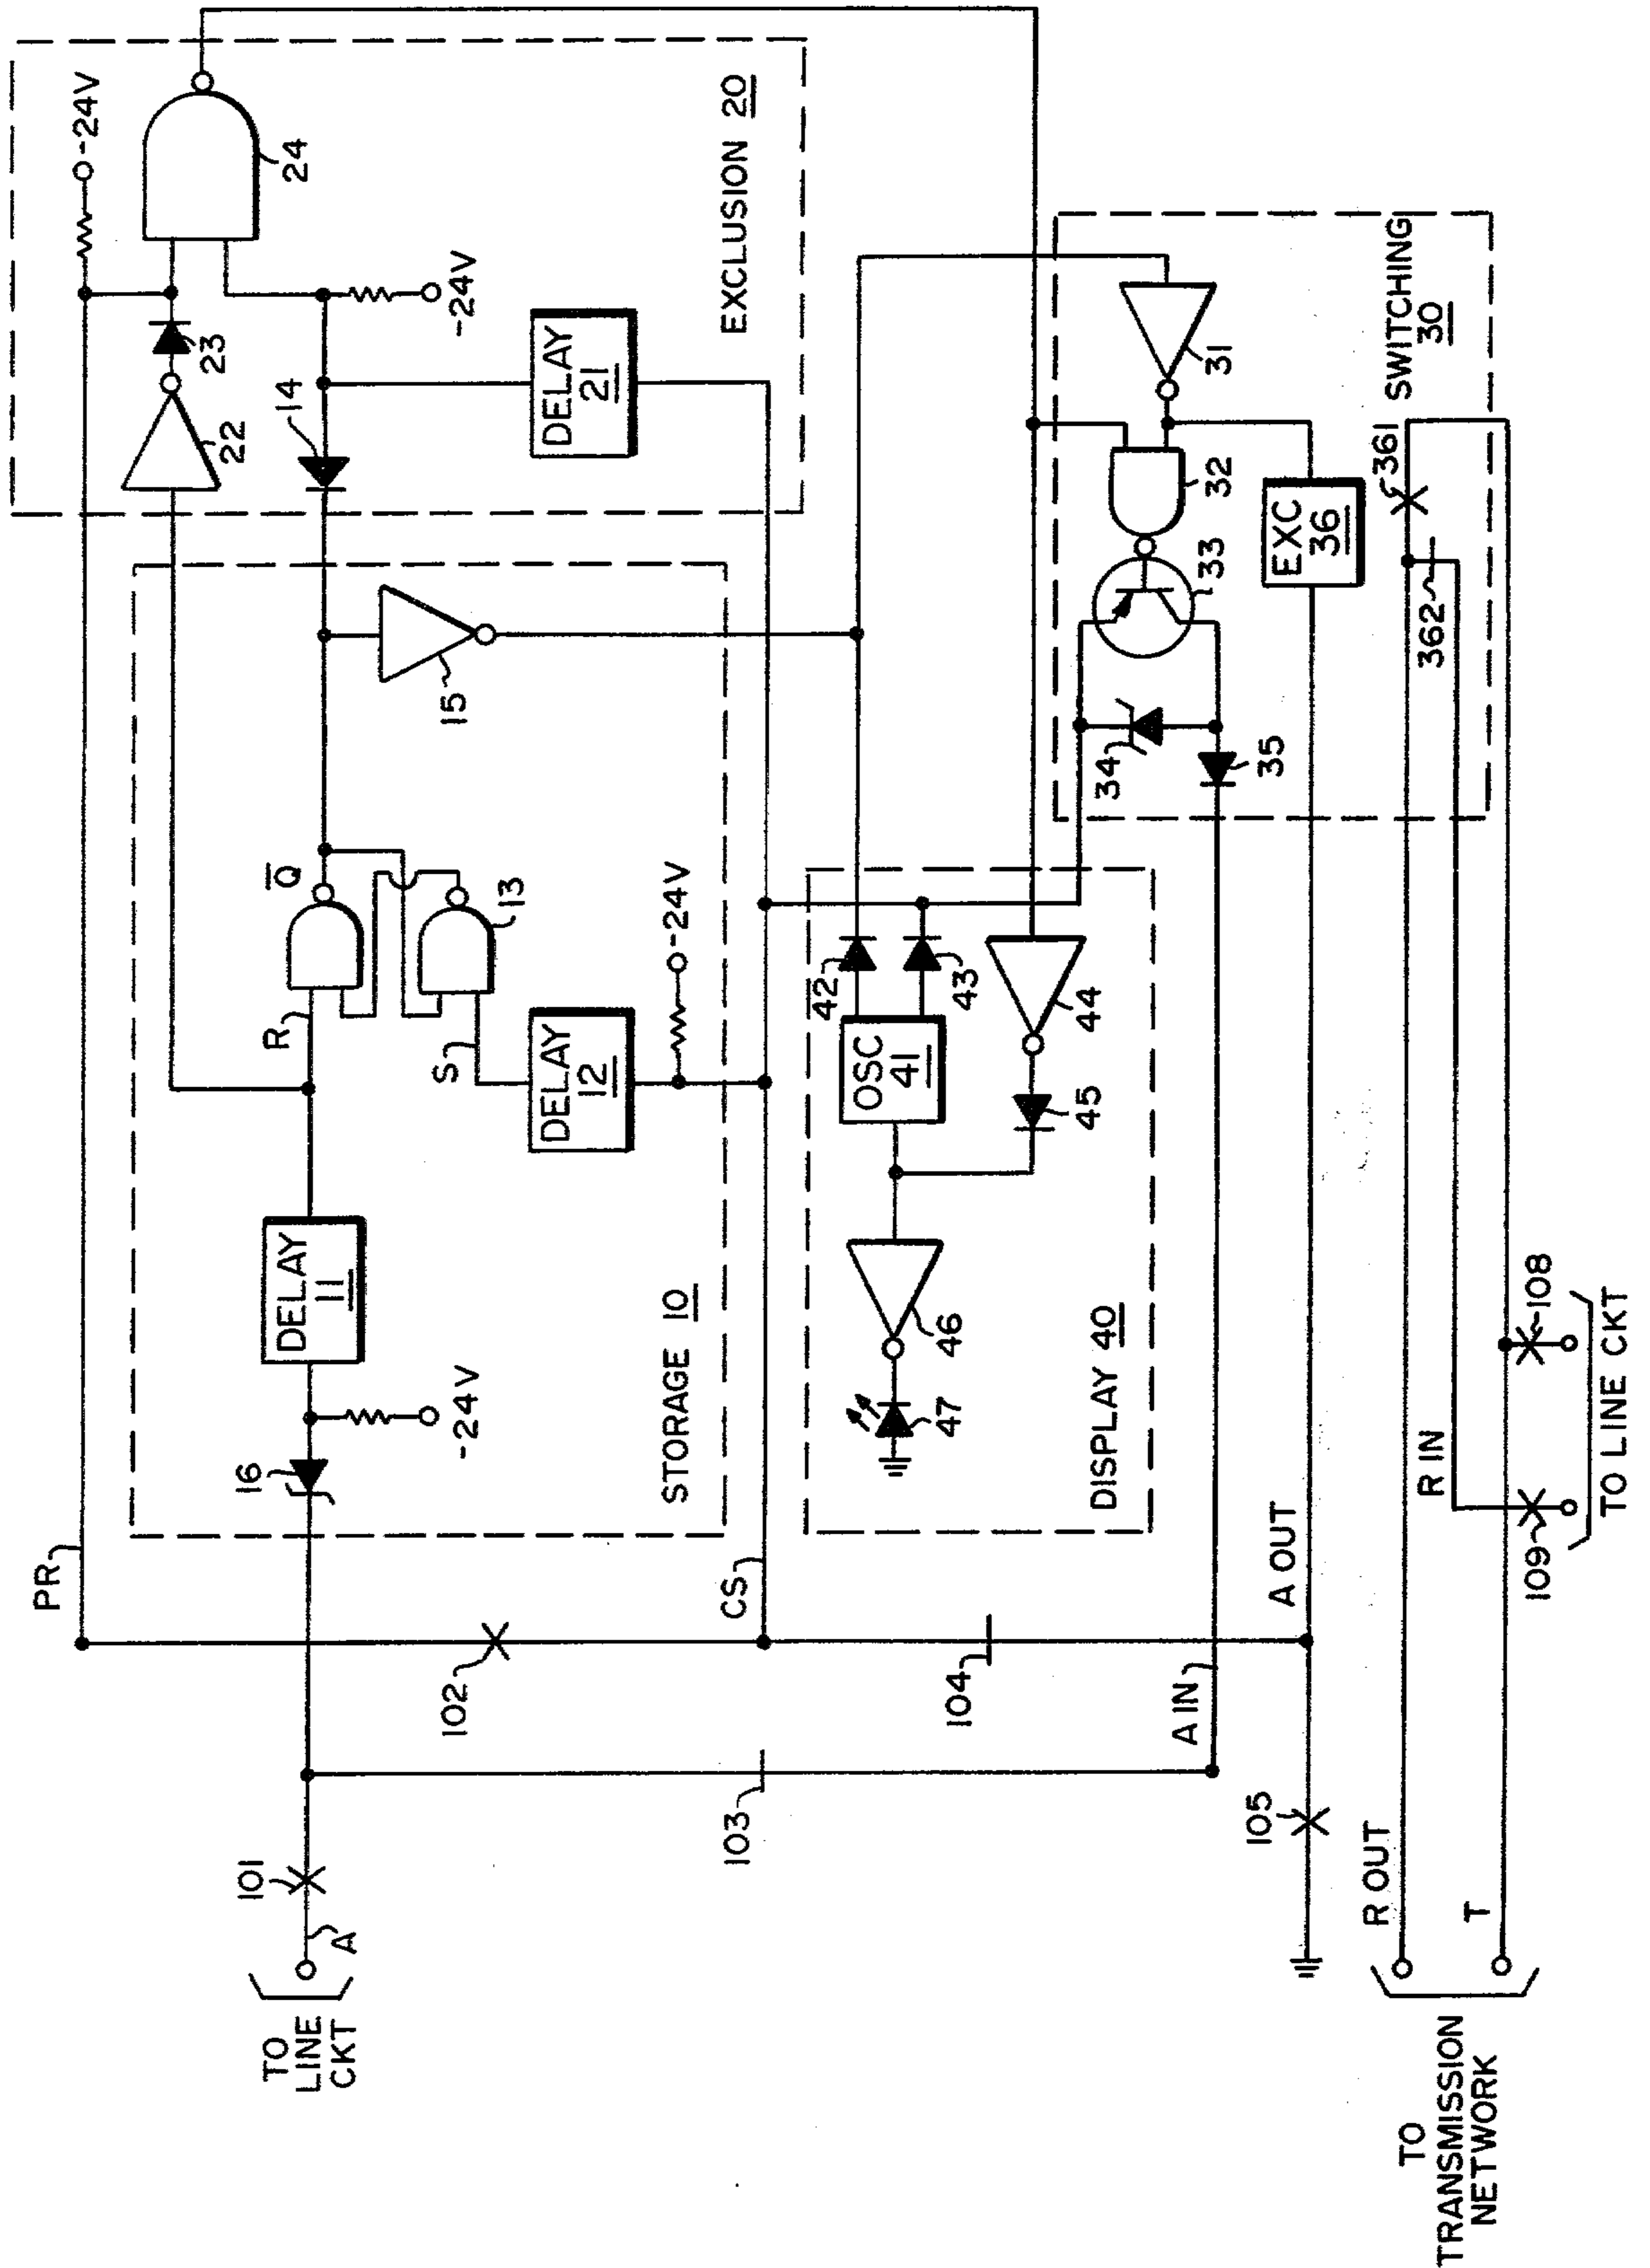 -24V
24
EXCLUSION 20
23
22
14
-24V
DELAY
21
31
SWITCHING
30
32
EXC
36
361
33
362
15
34
35
Q
13
-24V
R
S
DELAY
12
42
43
OSC
41
44
45
DELAY
11
46
47
-24V
16
STORAGE 10
DISPLAY 40
PR
CS
102
104
A OUT
A IN
103
105
101
A
TO
LINE
CKT
R IN
108
109
TO LINE CKT
R OUT
T
TO
TRANSMISSION
NETWORK